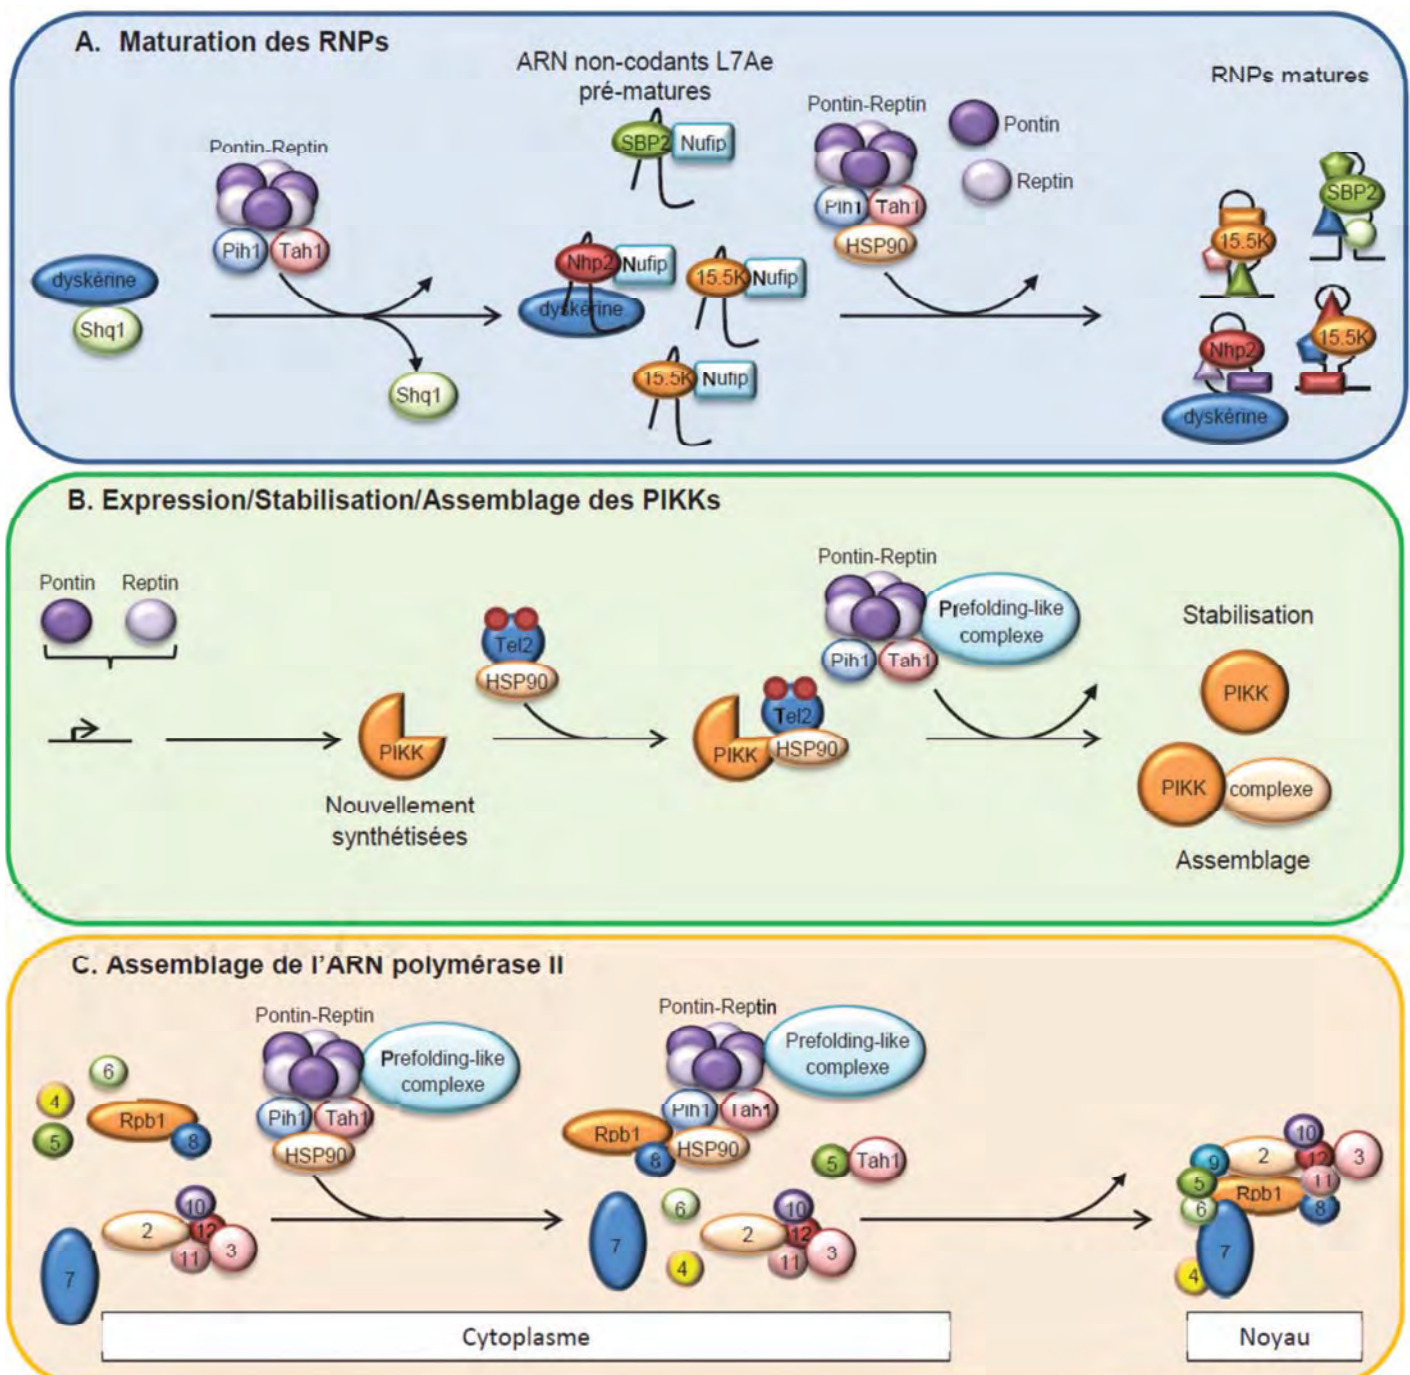 A. Maturation des RNPs
ARN non-codants L7Ae
pré-matures
RNPs matures
Pontin-Reptin
Pih1
Tah1
dyskérine
Shq1
Shq1
SBP2
Nufip
Nhp2
Nufip
dyskérine
15.5K
Nufip
15.5K
Nufip
Pontin-Reptin
Pih1
Tah1
HSP90
Pontin
Reptin
15.5K
SBP2
Nhp2
dyskérine
15.5K
B. Expression/Stabilisation/Assemblage des PIKKs
Pontin
Reptin
PIKK
Nouvellement
synthétisées
Tel2
HSP90
Pontin-Reptin
Prefolding-like
complexe
Pih1
Tah1
PIKK
Tel2
HSP90
Stabilisation
PIKK
PIKK
complexe
Assemblage
C. Assemblage de l'ARN polymérase II
6
4
5
Rpb1
8
10
2
12
11
3
7
Pontin-Reptin
Prefolding-like
complexe
Pih1
Tah1
HSP90
Pontin-Reptin
Prefolding-like
complexe
Pih1
Tah1
Rpb1
8
HSP90
5
Tah1
6
7
4
10
2
12
11
3
10
9
2
12
3
5
Rpb1
11
6
8
7
4
Cytoplasme
Noyau